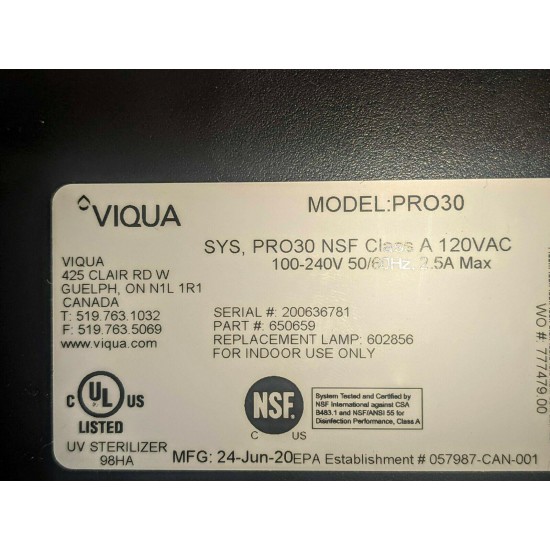 VIQUA
MODEL:PRO30
SYS, PRO30 NSF Class A 120VAC
100-240V 50/60Hz, 2.5A Max
VIQUA
425 CLAIR RD W
GUELPH, ON N1L 1R1
CANADA
T: 519.763.1032
F: 519.763.5069
www.viqua.com
SERIAL #: 200636781
PART #: 650659
REPLACEMENT LAMP: 602856
FOR INDOOR USE ONLY
WO #: 777479.00
C UL US
LISTED
UV STERILIZER
98HA
NSF.
C US
System Tested and Certified by
NSF International against CSA
B483.1 and NSF/ANSI 55 for
Disinfection Performance, Class A
MFG: 24-Jun-20
EPA Establishment # 057987-CAN-001